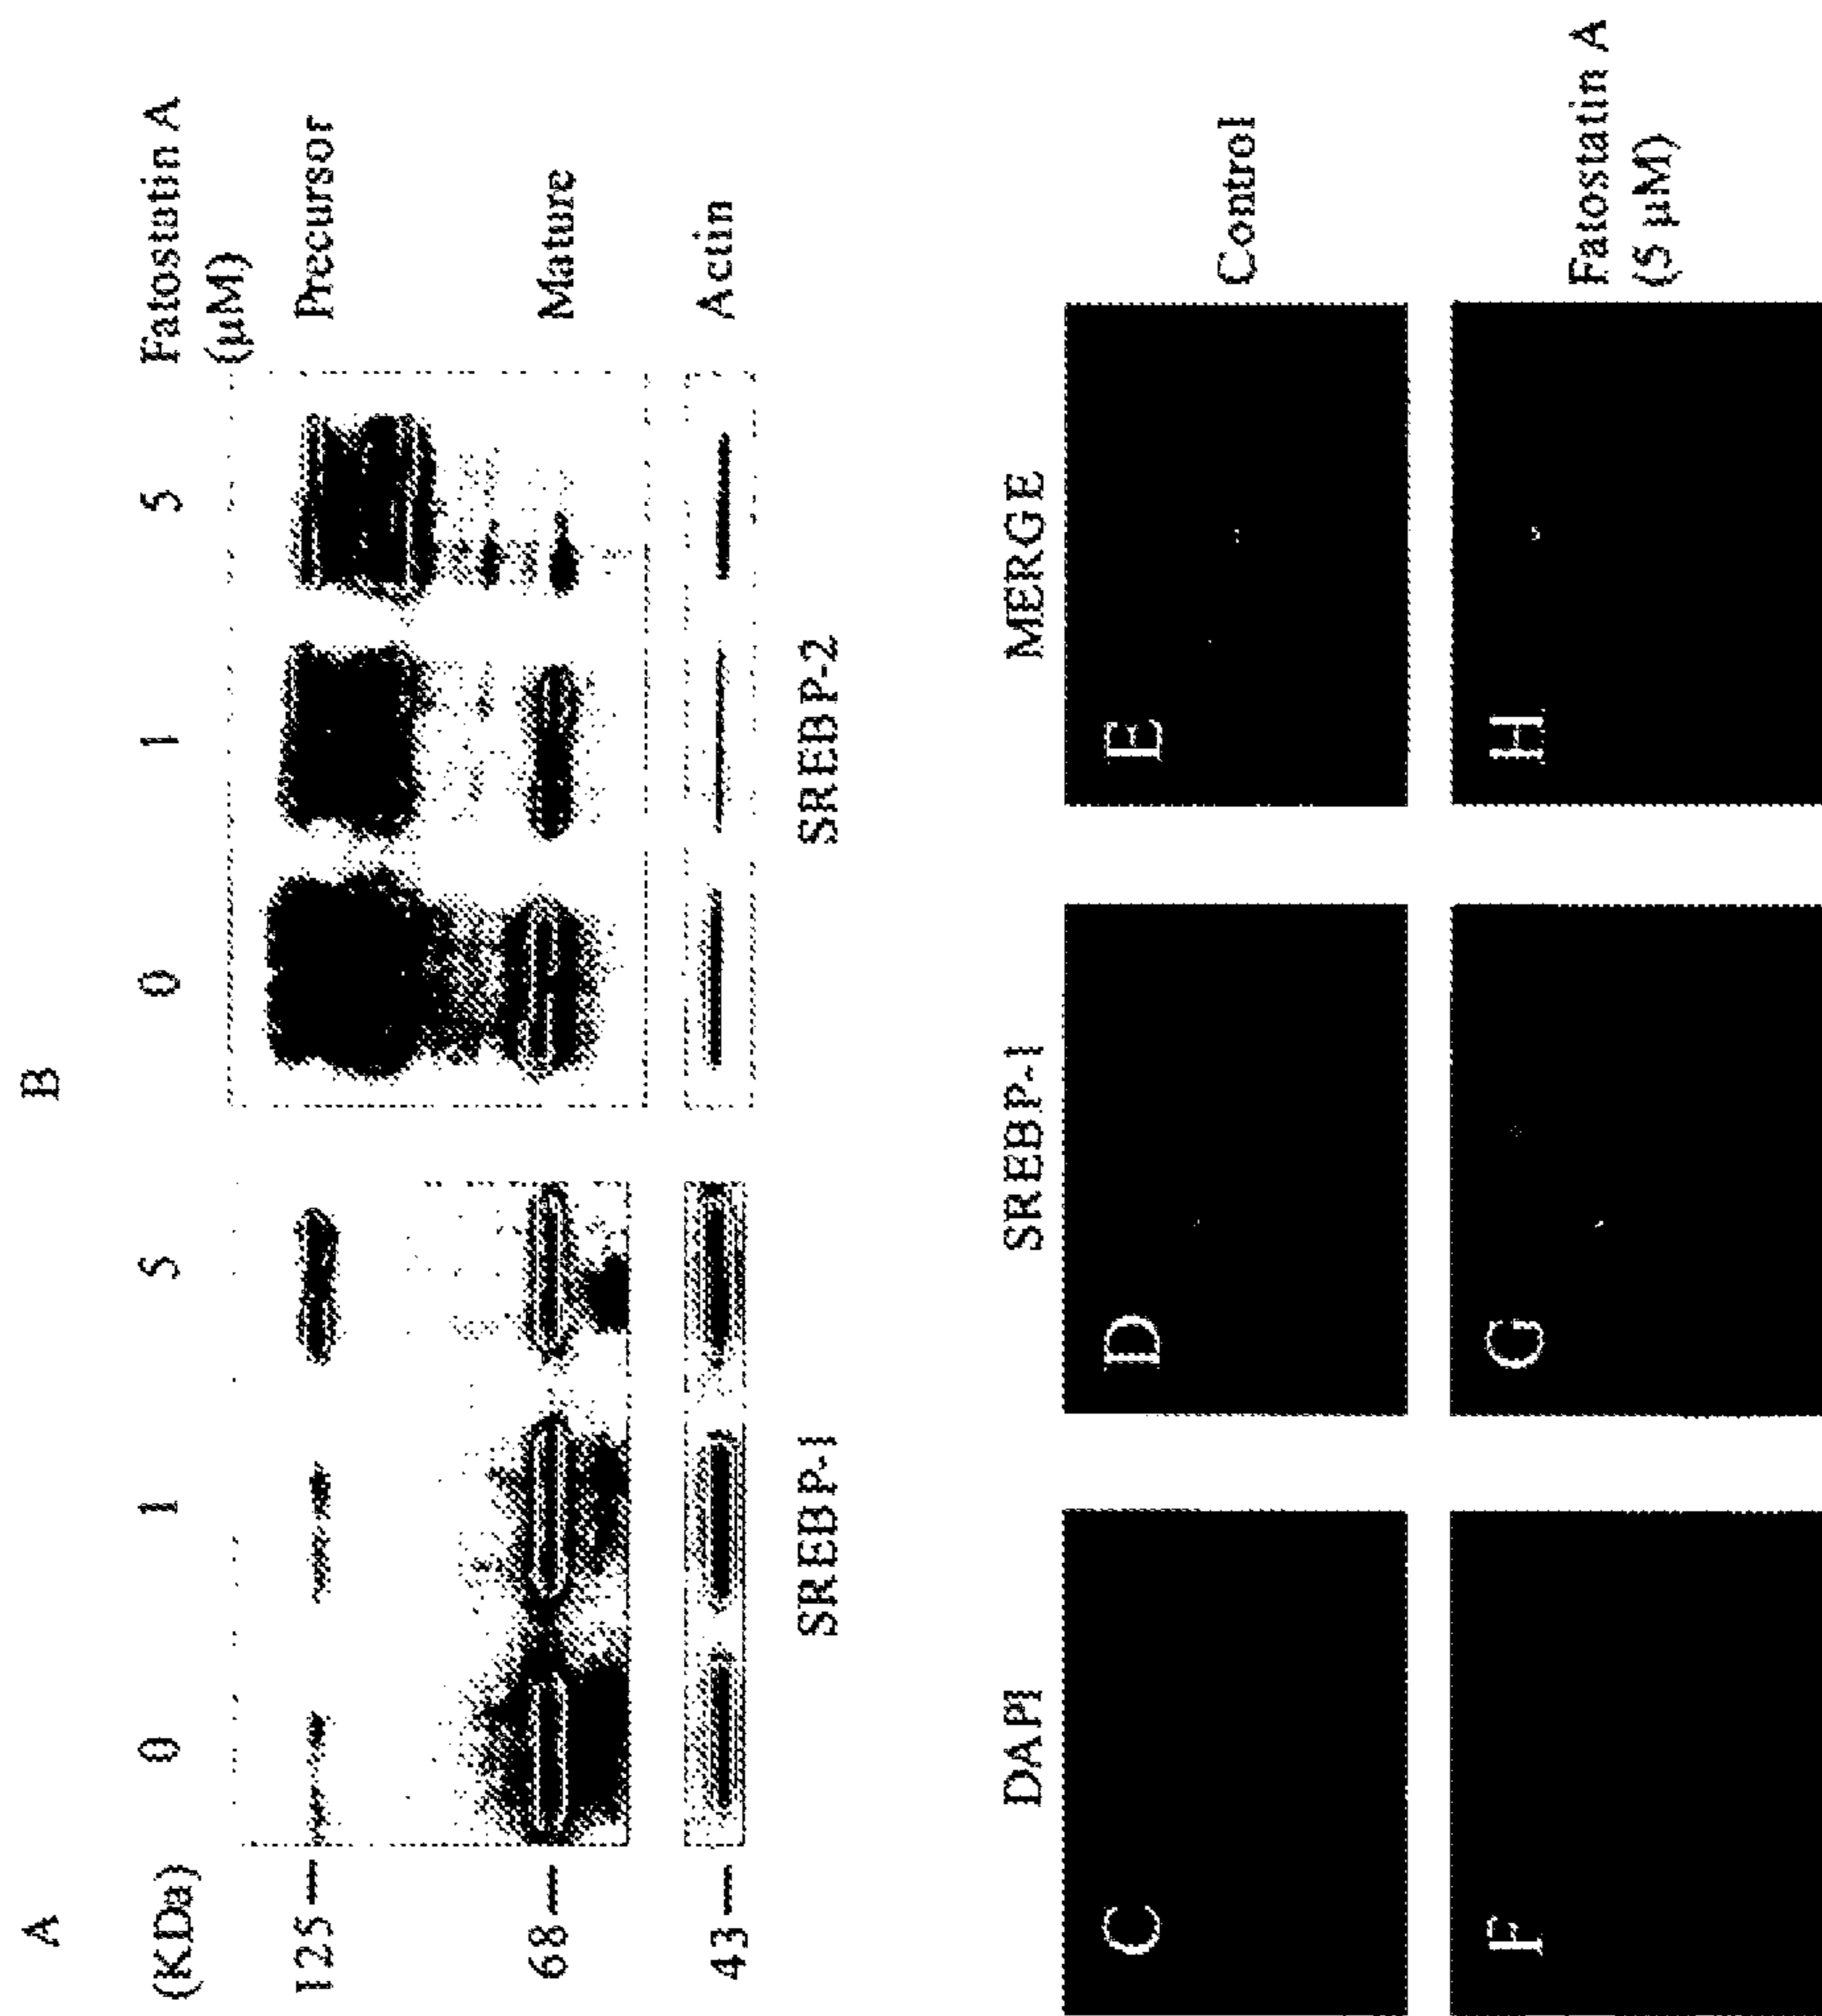 A
B
(KDa) 0 1 5 0 1 5 Fatostatin A
(µM)
125 Precursor
68 Mature
43 Actin
SREBP-1 SREBP-2
DAPI SREBP-1 MERGE
C D E Control
F G H Fatostatin A
(5 µM)